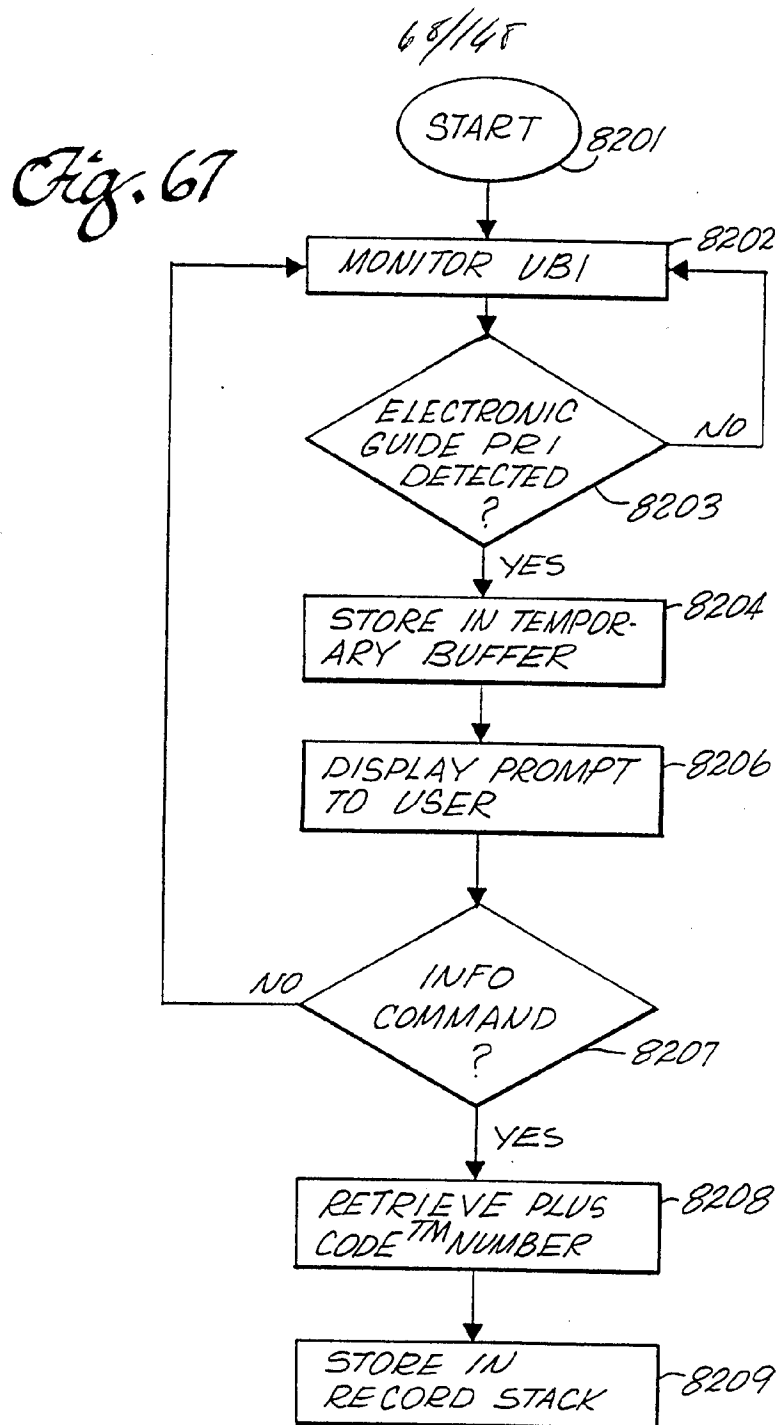 68/148
Fig. 67
START
8201
MONITOR VBI
8202
ELECTRONIC
GUIDE PRI
DETECTED
?
NO
8203
YES
STORE IN TEMPOR-
ARY BUFFER
8204
DISPLAY PROMPT
TO USER
8206
INFO
COMMAND
?
NO
8207
YES
RETRIEVE PLUS
CODE™ NUMBER
8208
STORE IN
RECORD STACK
8209